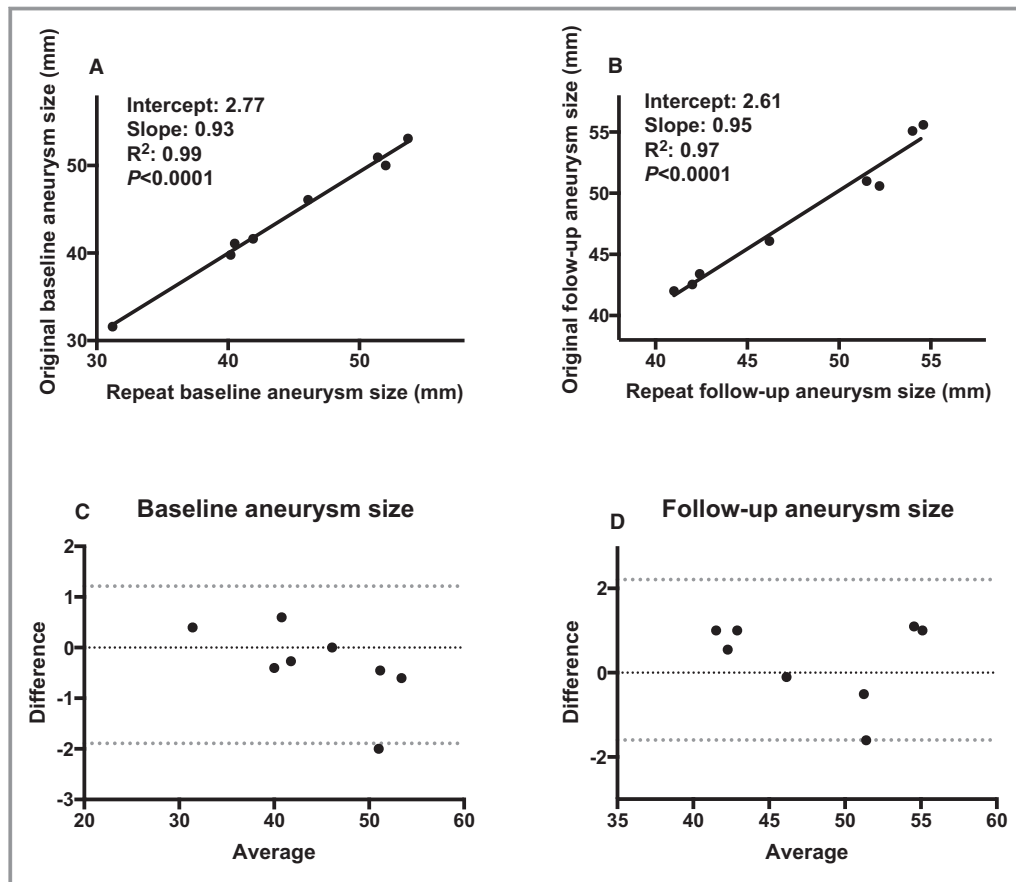 A
Original baseline aneurysm size (mm)
Intercept: 2.77
Slope: 0.93
R²: 0.99
P<0.0001
50
40
30
30 40 50
Repeat baseline aneurysm size (mm)
B
Original folow-up aneurysm size (mm)
Intercept: 2.61
Slope: 0.95
R²: 0.97
P<0.0001
55
50
45
40
40 45 50 55
Repeat follow-up aneurysm size (mm)
C
Baseline aneurysm size
Difference
2
1
0
-1
-2
-3
20 30 40 50 60
Average
D
Follow-up aneurysm size
Difference
2
0
-2
35 40 45 50 55 60
Average